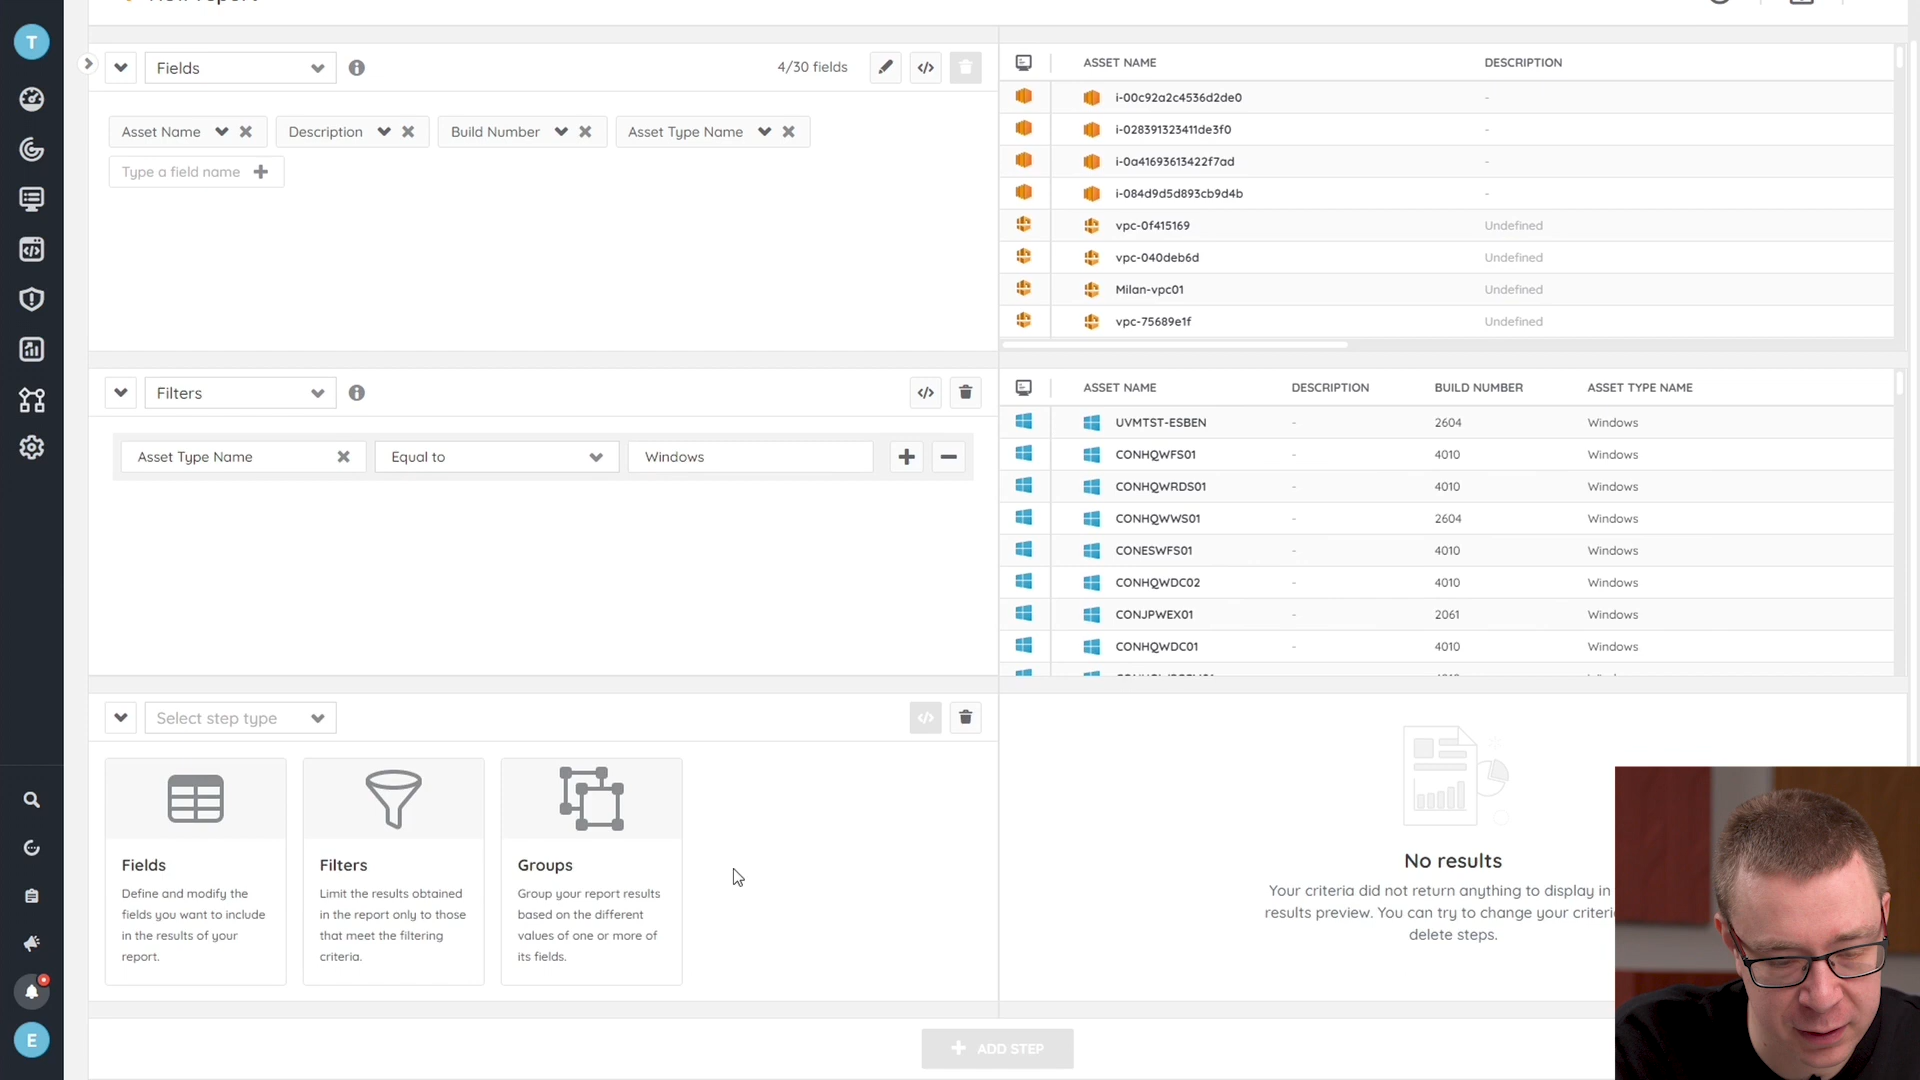 T
Fields
4/30 fields
Asset Name
Description
Build Number
Asset Type Name
Type a field name
ASSET NAME DESCRIPTION
i-00c92a2c4536d2de0 -
i-028391323411de3f0 -
i-0a41693613422f7ad -
i-084d9d5d893cb9d4b -
vpc-0f415169 Undefined
vpc-040deb6d Undefined
Milan-vpc01 Undefined
vpc-75689e1f Undefined
Filters
Asset Type Name
Equal to
Windows
ASSET NAME DESCRIPTION BUILD NUMBER ASSET TYPE NAME
UVMTST-ESBEN - 2604 Windows
CONHQWFS01 - 4010 Windows
CONHQWRDS01 - 4010 Windows
CONHQWWS01 - 2604 Windows
CONESWFS01 - 4010 Windows
CONHQWDC02 - 4010 Windows
CONJPWEX01 - 2061 Windows
CONHQWDC01 - 4010 Windows
Select step type
Fields
Define and modify the
fields you want to include
in the results of your
report.
Filters
Limit the results obtained
in the report only to those
that meet the filtering
criteria.
Groups
Group your report results
based on the different
values of one or more of
its fields.
No results
Your criteria did not return anything to display in
results preview. You can try to change your criteri
delete steps.
E
ADD STEP